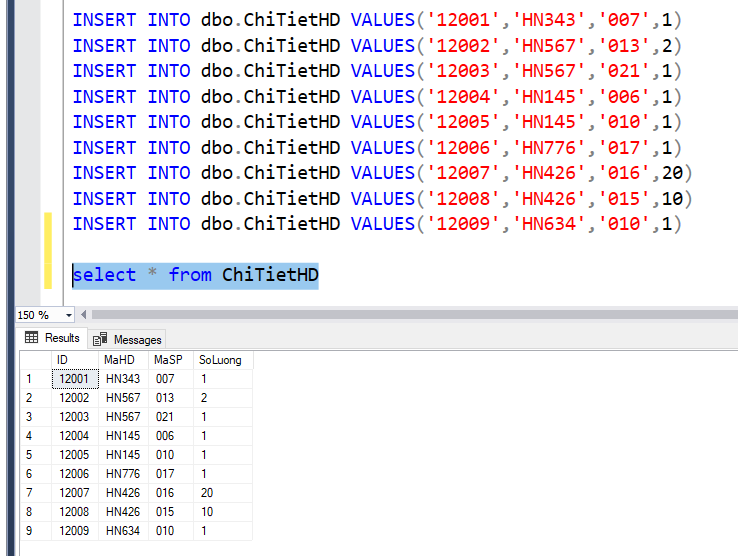 INSERT INTO dbo.ChiTietHD VALUES('12001','HN343','007',1)
INSERT INTO dbo.ChiTietHD VALUES('12002','HN567','013',2)
INSERT INTO dbo.ChiTietHD VALUES('12003','HN567','021',1)
INSERT INTO dbo.ChiTietHD VALUES('12004','HN145','006',1)
INSERT INTO dbo.ChiTietHD VALUES('12005','HN145','010',1)
INSERT INTO dbo.ChiTietHD VALUES('12006','HN776','017',1)
INSERT INTO dbo.ChiTietHD VALUES('12007','HN426','016',20)
INSERT INTO dbo.ChiTietHD VALUES('12008','HN426','015',10)
INSERT INTO dbo.ChiTietHD VALUES('12009','HN634','010',1)
select * from ChiTietHD
150 %
Results Messages
ID MaHD MaSP SoLuong
1 12001 HN343 007 1
2 12002 HN567 013 2
3 12003 HN567 021 1
4 12004 HN145 006 1
5 12005 HN145 010 1
6 12006 HN776 017 1
7 12007 HN426 016 20
8 12008 HN426 015 10
9 12009 HN634 010 1